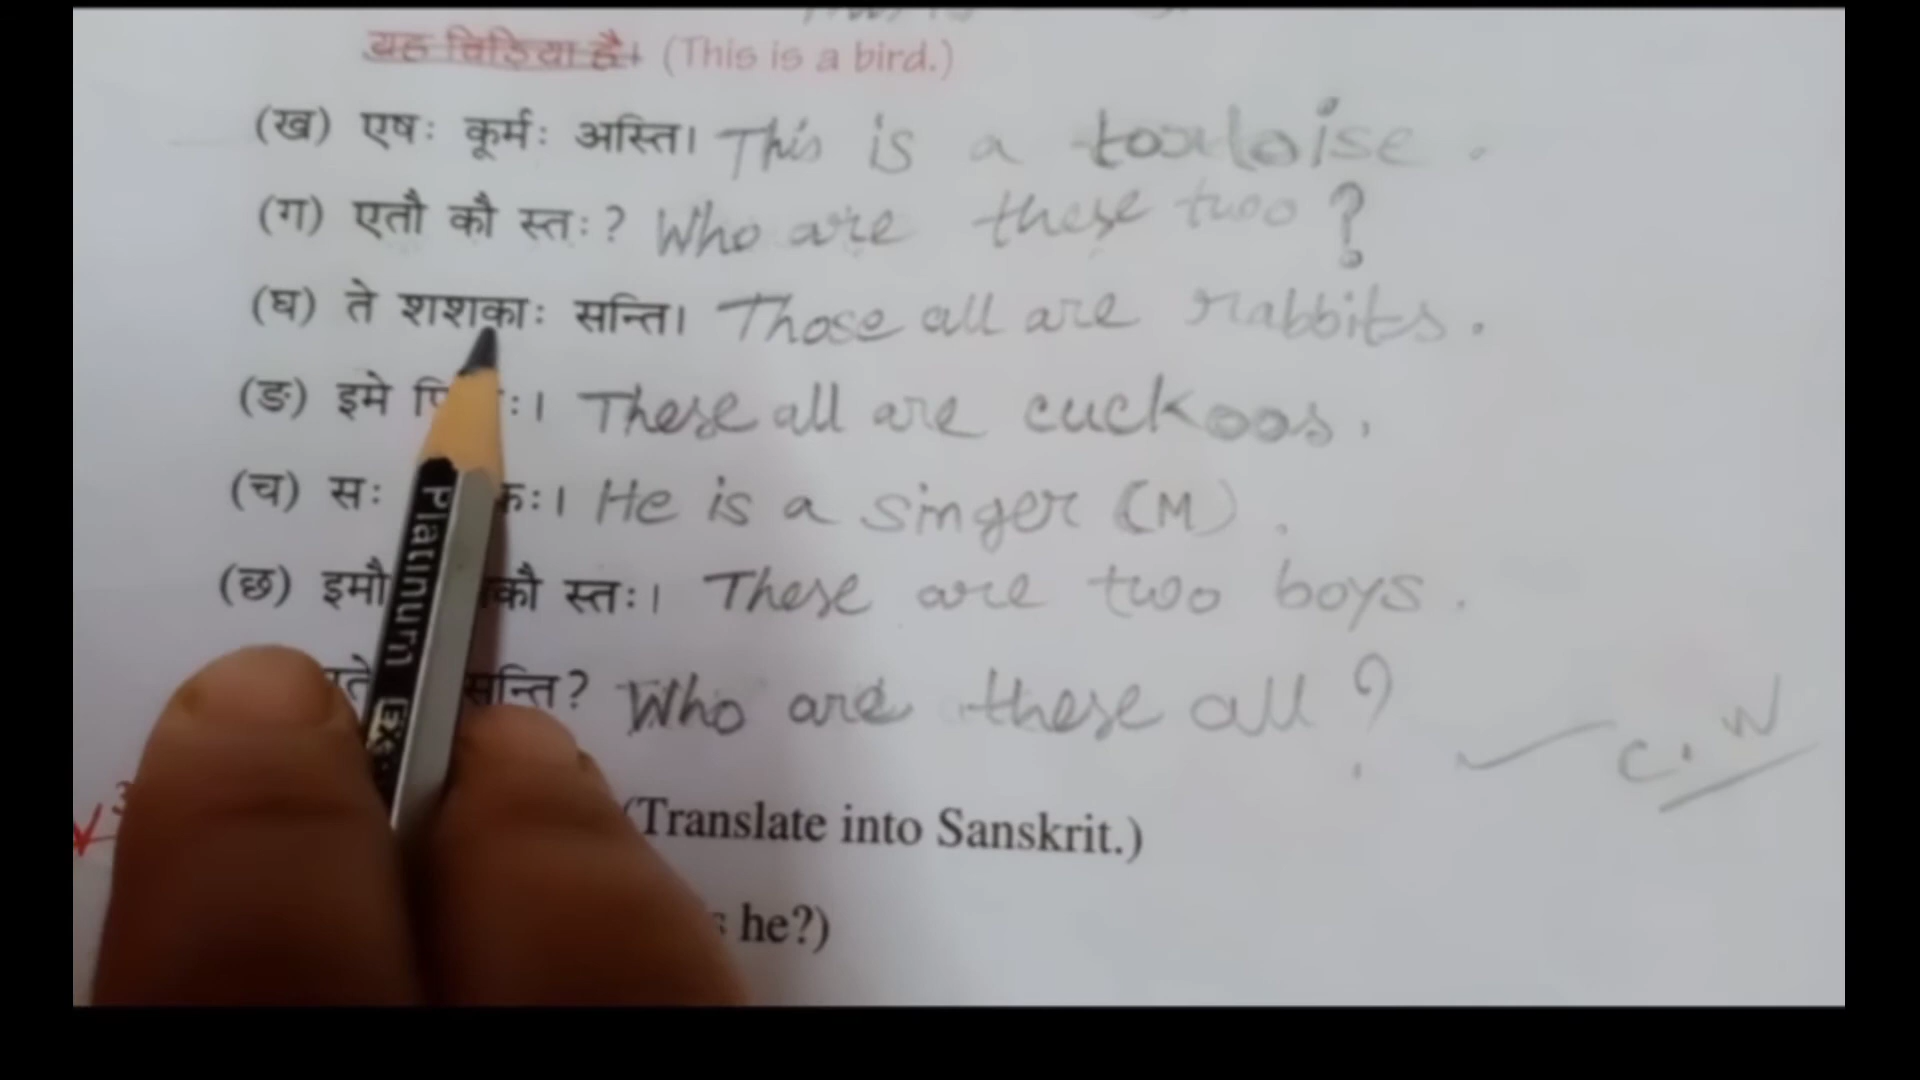 यह चिड़िया है। (This is a bird.)
(ख) एषः कूर्मः अस्ति। This is a tortoise.
(ग) एतौ कौ स्तः? Who are these two?
(घ) ते शशकाः सन्ति। Those all are rabbits.
(ङ) इमे Those all are cuckoos.
(च) सः He is a singer (M).
(छ) इमौ स्तः। These are two boys.
सन्ति? Who are these all?
C.W
(Translate into Sanskrit.)
he?)
Platinum